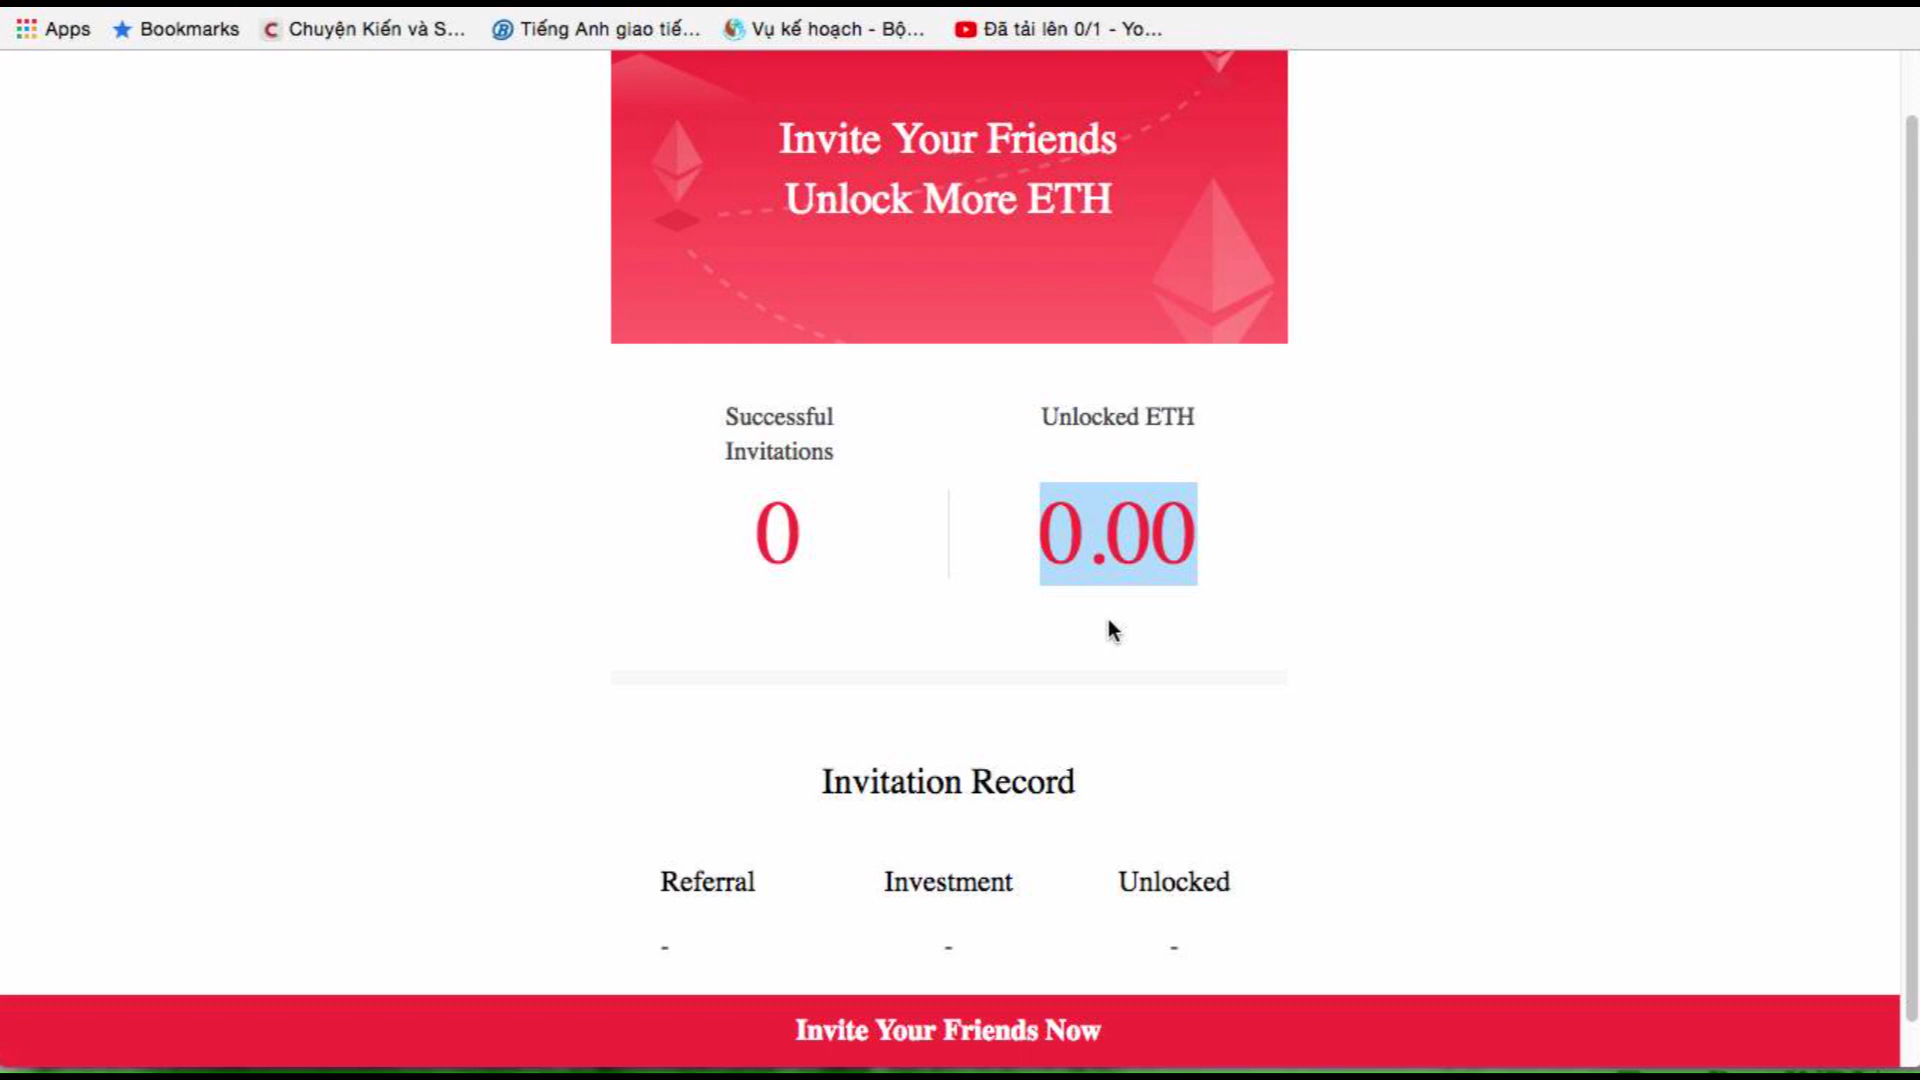 Apps Bookmarks Chuyện Kiến và S... Tiếng Anh giao tiế... Vụ kế hoạch - Bộ... Đã tải lên 0/1 - Yo...
Invite Your Friends
Unlock More ETH
Successful
Invitations
Unlocked ETH
0
0.00
Invitation Record
Referral Investment Unlocked
- - -
Invite Your Friends Now